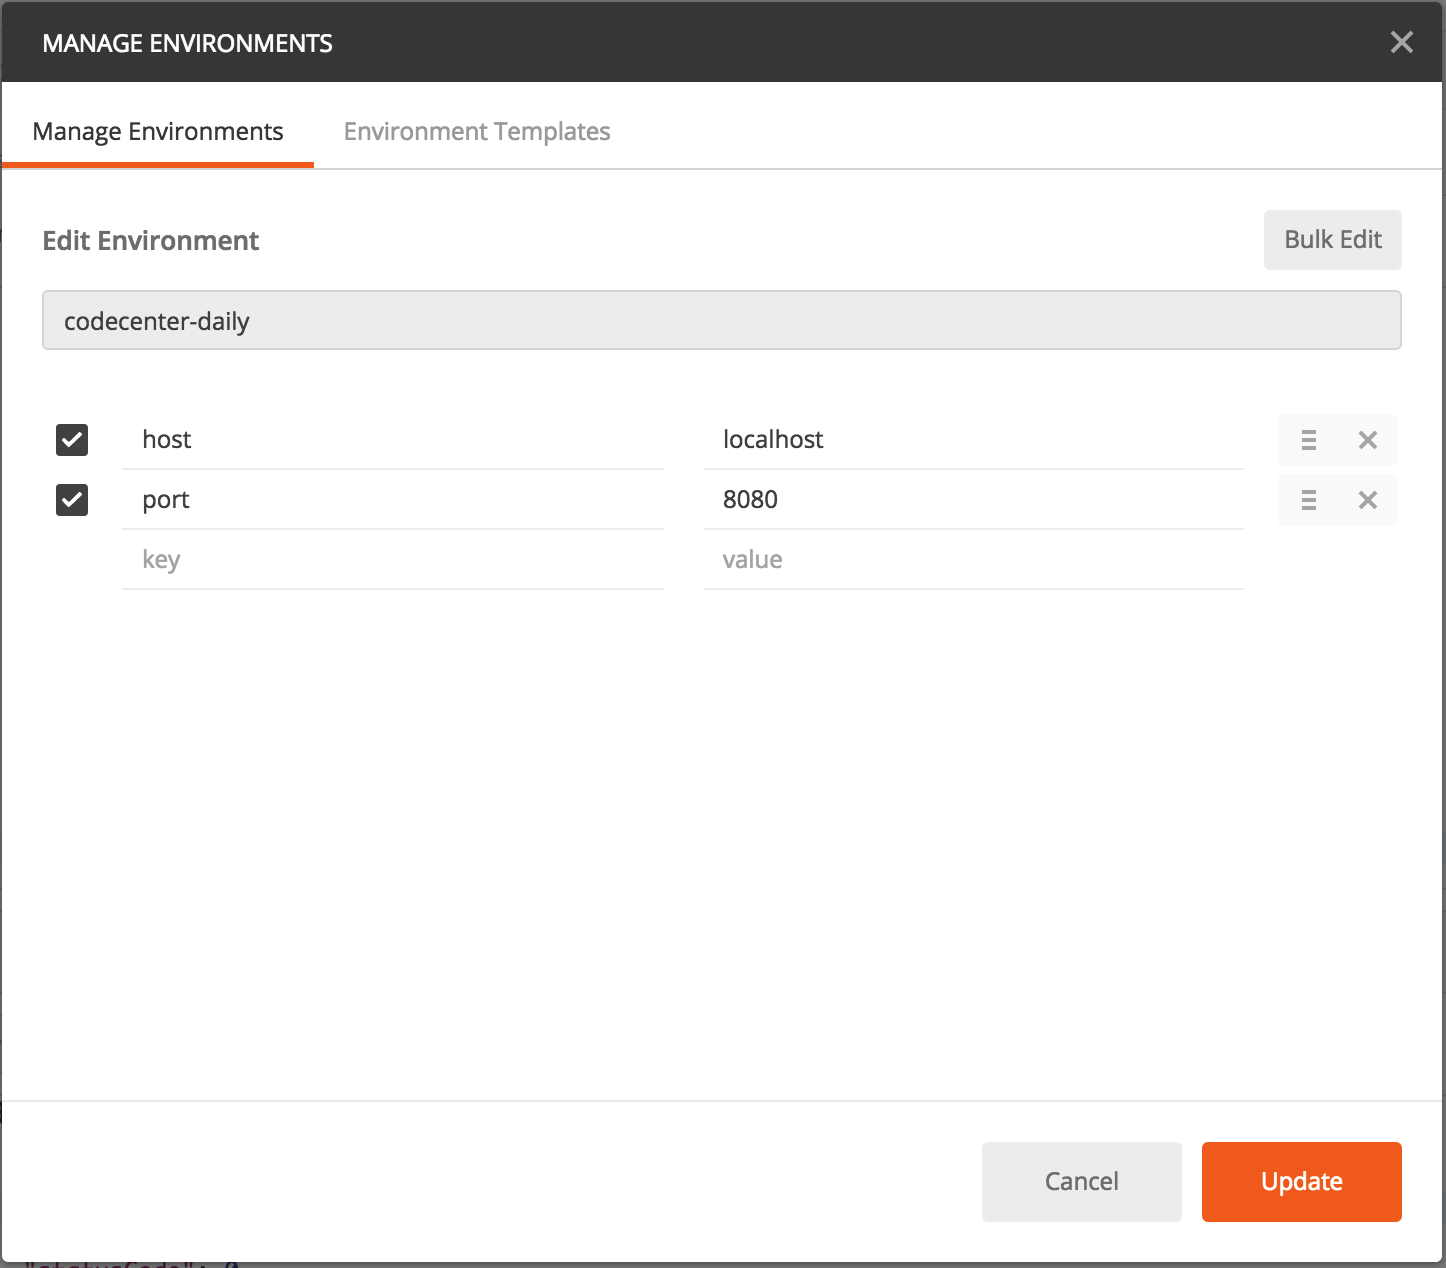 MANAGE ENVIRONMENTS
Manage Environments Environment Templates
Edit Environment Bulk Edit
codecenter-daily
host localhost
port 8080
key value
Cancel Update